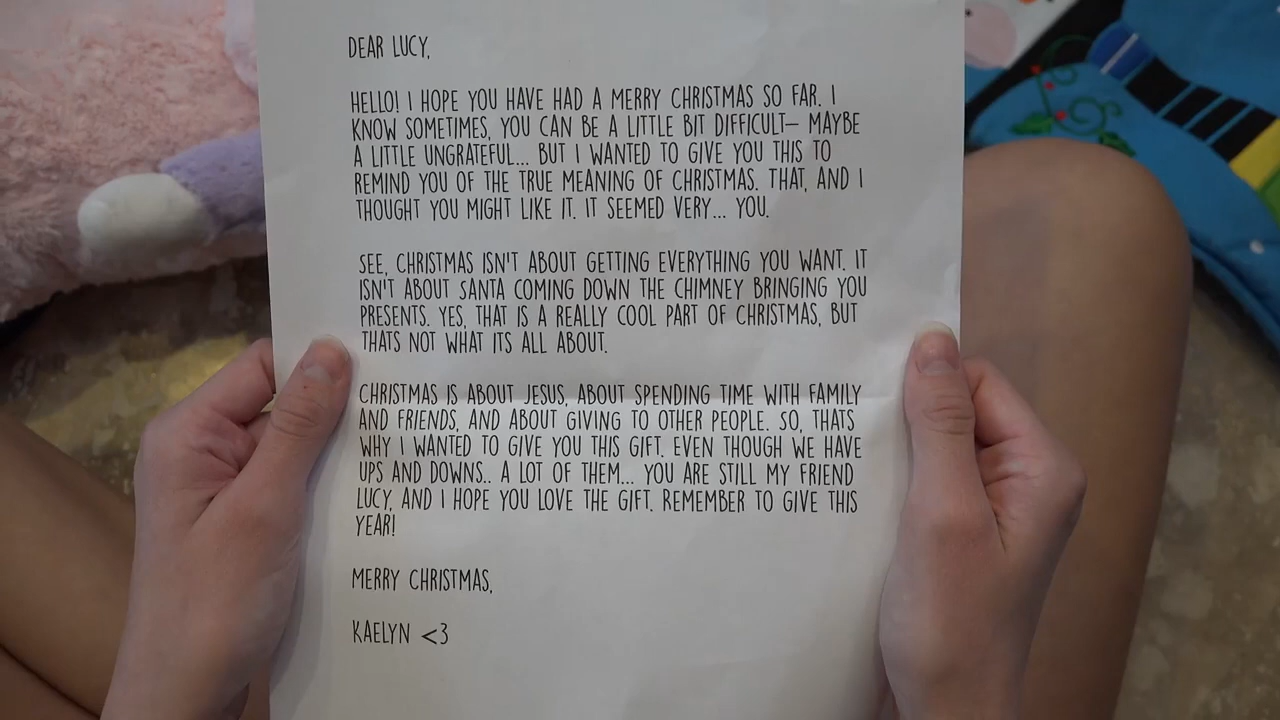 DEAR LUCY,
HELLO! I HOPE YOU HAVE HAD A MERRY CHRISTMAS SO FAR. I
KNOW SOMETIMES, YOU CAN BE A LITTLE BIT DIFFICULT– MAYBE
A LITTLE UNGRATEFUL... BUT I WANTED TO GIVE YOU THIS TO
REMIND YOU OF THE TRUE MEANING OF CHRISTMAS. THAT, AND I
THOUGHT YOU MIGHT LIKE IT. IT SEEMED VERY... YOU.
SEE, CHRISTMAS ISN'T ABOUT GETTING EVERYTHING YOU WANT. IT
ISN'T ABOUT SANTA COMING DOWN THE CHIMNEY BRINGING YOU
PRESENTS. YES, THAT IS A REALLY COOL PART OF CHRISTMAS, BUT
THATS NOT WHAT ITS ALL ABOUT.
CHRISTMAS IS ABOUT JESUS, ABOUT SPENDING TIME WITH FAMILY
AND FRIENDS, AND ABOUT GIVING TO OTHER PEOPLE. SO, THATS
WHY I WANTED TO GIVE YOU THIS GIFT. EVEN THOUGH WE HAVE
UPS AND DOWNS.. A LOT OF THEM... YOU ARE STILL MY FRIEND
LUCY, AND I HOPE YOU LOVE THE GIFT. REMEMBER TO GIVE THIS
YEAR!
MERRY CHRISTMAS,
KAELYN <3